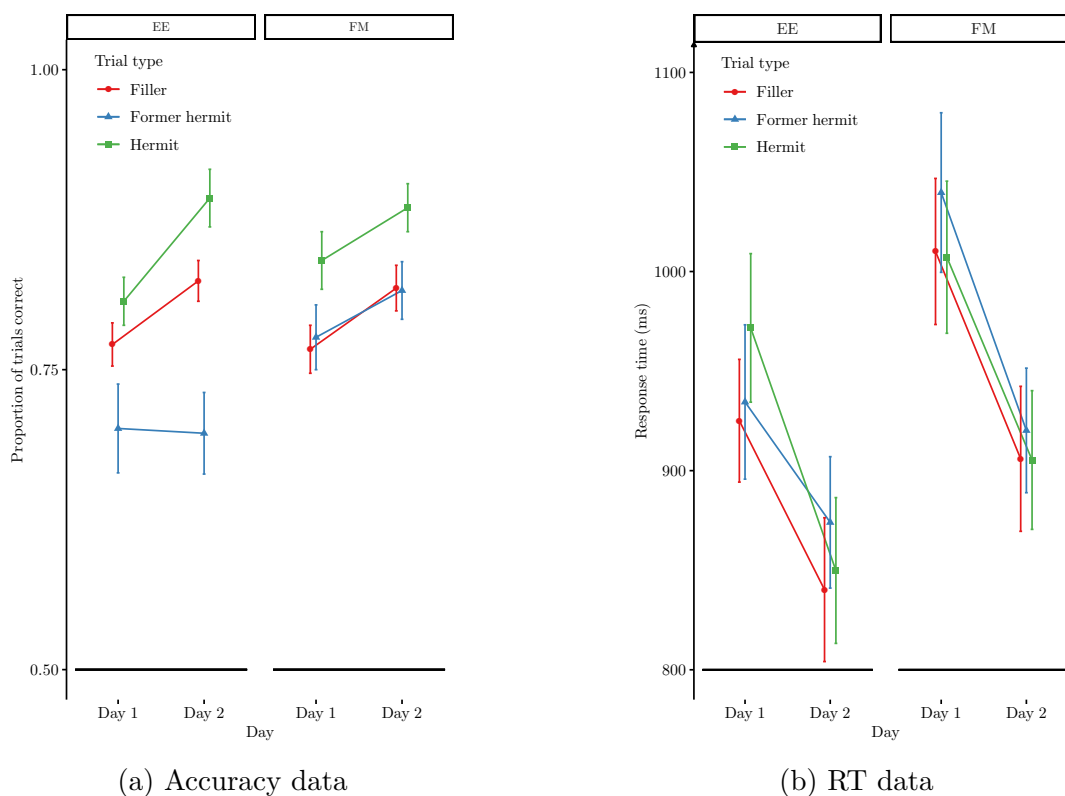 EE FM
Trial type
Filler
Former hermit
Hermit
1.00
0.75
0.50
Proportion of trials correct
Day 1 Day 2 Day 1 Day 2
Day
(a) Accuracy data
EE FM
Trial type
Filler
Former hermit
Hermit
1100
1000
900
800
Response time (ms)
Day 1 Day 2 Day 1 Day 2
Day
(b) RT data